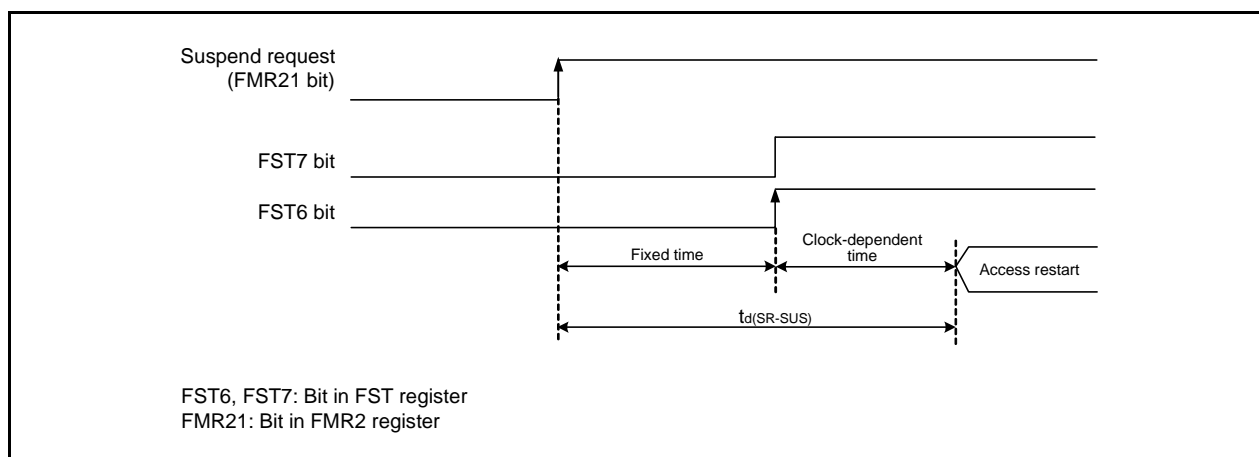 Suspend request
(FMR21 bit)
FST7 bit
FST6 bit
Fixed time
Clock-dependent
time
Access restart
td(SR-SUS)
FST6, FST7: Bit in FST register
FMR21: Bit in FMR2 register